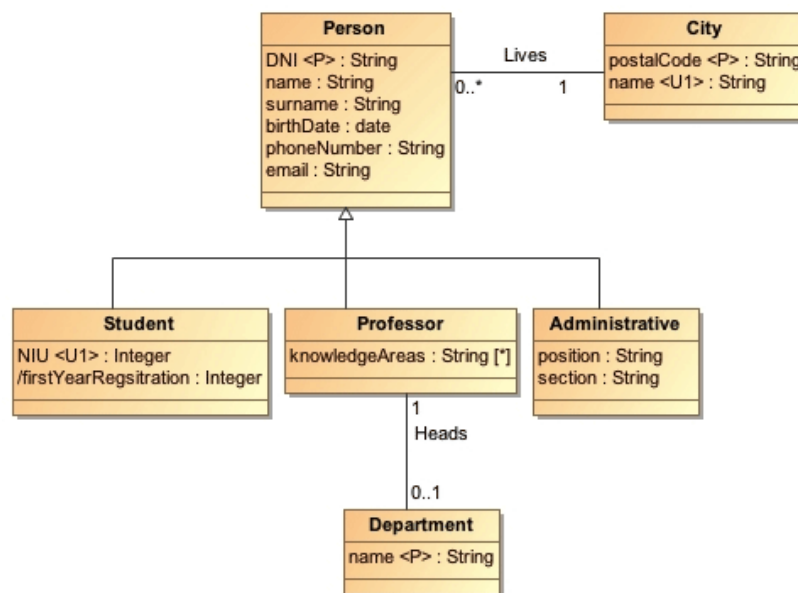 Person
DNI <P> : String
name : String
surname : String
birthDate : date
phoneNumber : String
email : String
Lives
0..*
1
City
postalCode <P> : String
name <U1> : String
Student
NIU <U1> : Integer
/firstYearRegsitration : Integer
Professor
knowledgeAreas : String [*]
Administrative
position : String
section : String
1
Heads
0..1
Department
name <P> : String